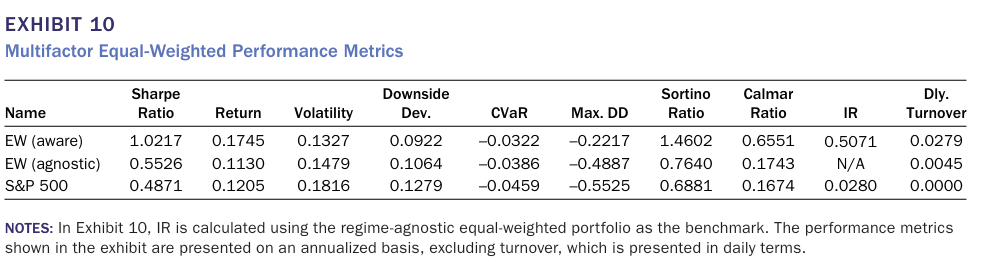 EXHIBIT 10
Multifactor Equal-Weighted Performance Metrics
Sharpe Downside Sortino Calmar Dly.
Name Ratio Return Volatility Dev. CVaR Max. DD Ratio Ratio IR Turnover
EW (aware) 1.0217 0.1745 0.1327 0.0922 –0.0322 –0.2217 1.4602 0.6551 0.5071 0.0279
EW (agnostic) 0.5526 0.1130 0.1479 0.1064 –0.0386 –0.4887 0.7640 0.1743 N/A 0.0045
S&P 500 0.4871 0.1205 0.1816 0.1279 –0.0459 –0.5525 0.6881 0.1674 0.0280 0.0000
NOTES: In Exhibit 10, IR is calculated using the regime-agnostic equal-weighted portfolio as the benchmark. The performance metrics
shown in the exhibit are presented on an annualized basis, excluding turnover, which is presented in daily terms.